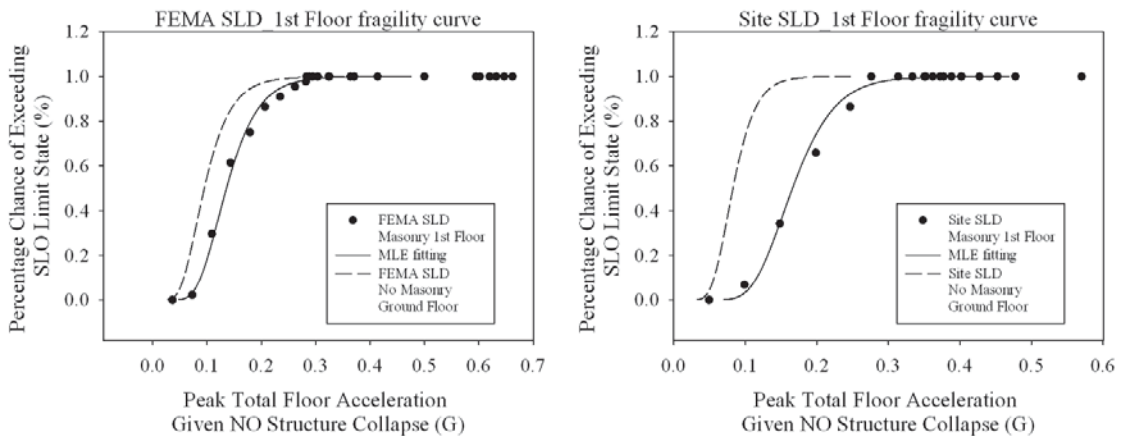 FEMA SLD_1st Floor fragility curve
Percentage Chance of Exceeding
SLO Limit State (%)
1.2
1.0
0.8
0.6
0.4
0.2
0.0
FEMA SLD
Masonry 1st Floor
MLE fitting
FEMA SLD
No Masonry
Ground Floor
0.0 0.1 0.2 0.3 0.4 0.5 0.6 0.7
Peak Total Floor Acceleration
Given NO Structure Collapse (G)
Site SLD_1st Floor fragility curve
Percentage Chance of Exceeding
SLO Limit State (%)
1.2
1.0
0.8
0.6
0.4
0.2
0.0
Site SLD
Masonry 1st Floor
MLE fitting
Site SLD
No Masonry
Ground Floor
0.0 0.1 0.2 0.3 0.4 0.5 0.6
Peak Total Floor Acceleration
Given NO Structure Collapse (G)